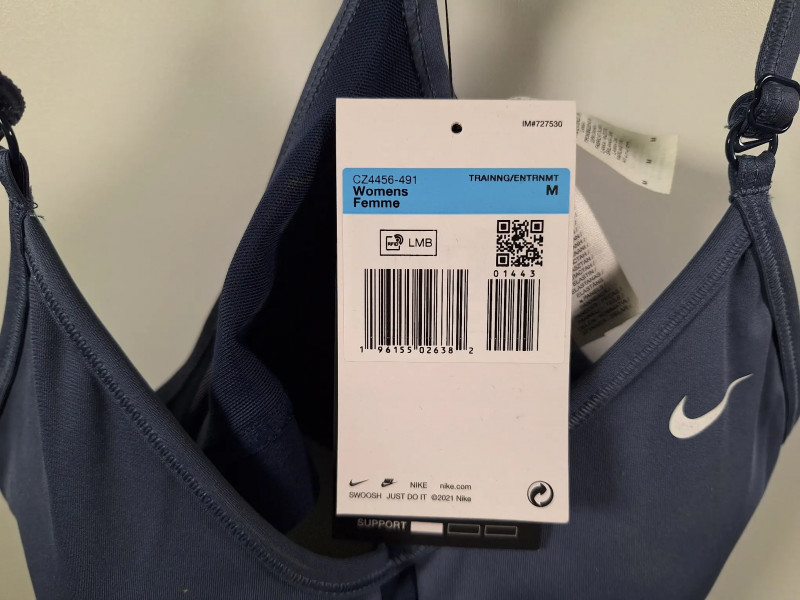 IM#727530
CZ4456-491 TRAINNG/ENTRNMT
Womens M
Femme
RFID LMB
01443
1 96155 02638 2
NIKE nike.com
SWOOSH JUST DO IT ©2021 Nike
SUPPORT